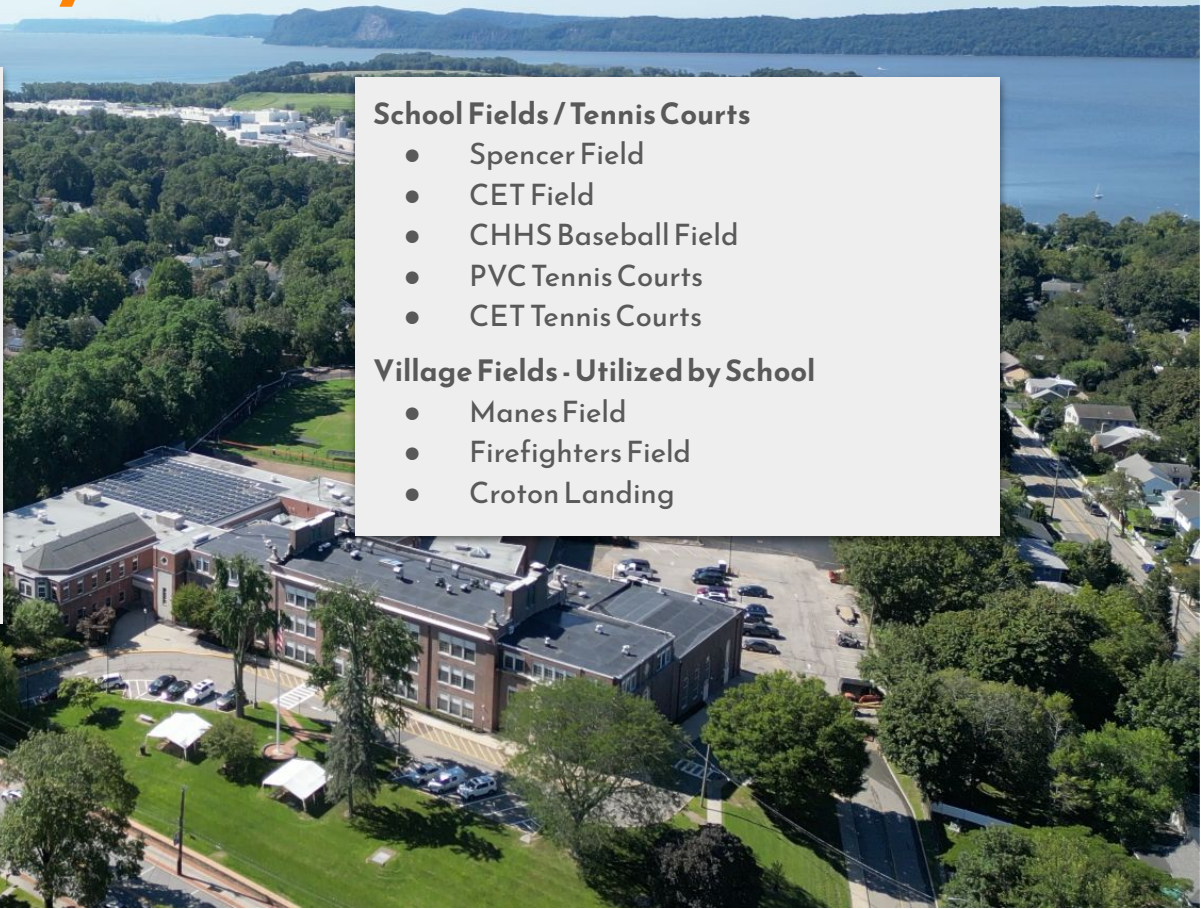 School Fields / Tennis Courts
● Spencer Field
● CET Field
● CHHS Baseball Field
● PVC Tennis Courts
● CET Tennis Courts
Village Fields - Utilized by School
● Manes Field
● Firefighters Field
● Croton Landing